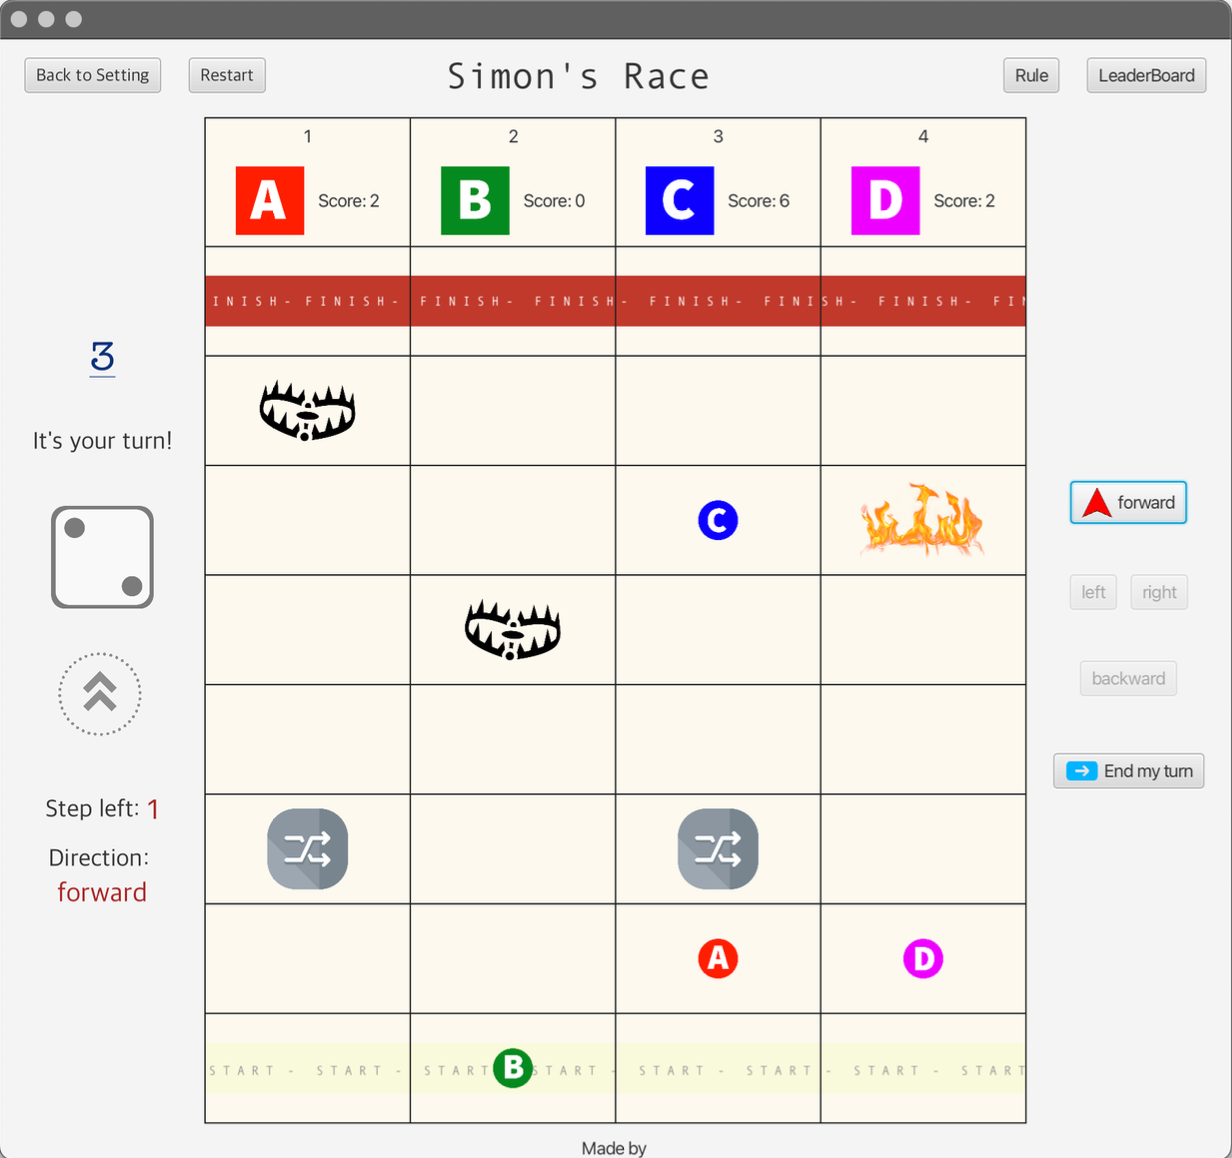 Back to Setting
Restart
Simon's Race
Rule
LeaderBoard
1
2
3
4
A
Score: 2
B
Score: 0
C
Score: 6
D
Score: 2
INISH- FINISH- FINISH- FINISH- FINISH- FINISH- FINISH- FIN
3
It's your turn!
C
forward
left
right
backward
End my turn
Step left: 1
Direction:
forward
A
D
START - START - START START - START - START - START - START
B
Made by